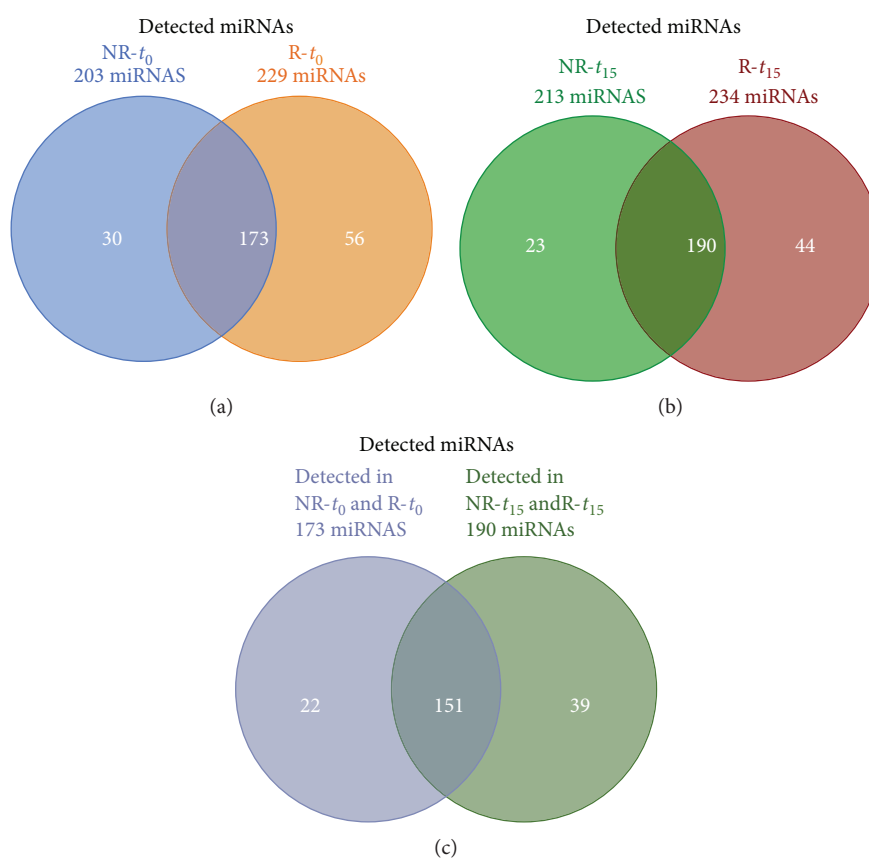 Detected miRNAs
NR-t0
203 miRNAS
R-t0
229 miRNAs
30
173
56
(a)
Detected miRNAs
NR-t15
213 miRNAS
R-t15
234 miRNAs
23
190
44
(b)
Detected miRNAs
Detected in
NR-t0 and R-t0
173 miRNAS
Detected in
NR-t15 andR-t15
190 miRNAs
22
151
39
(c)